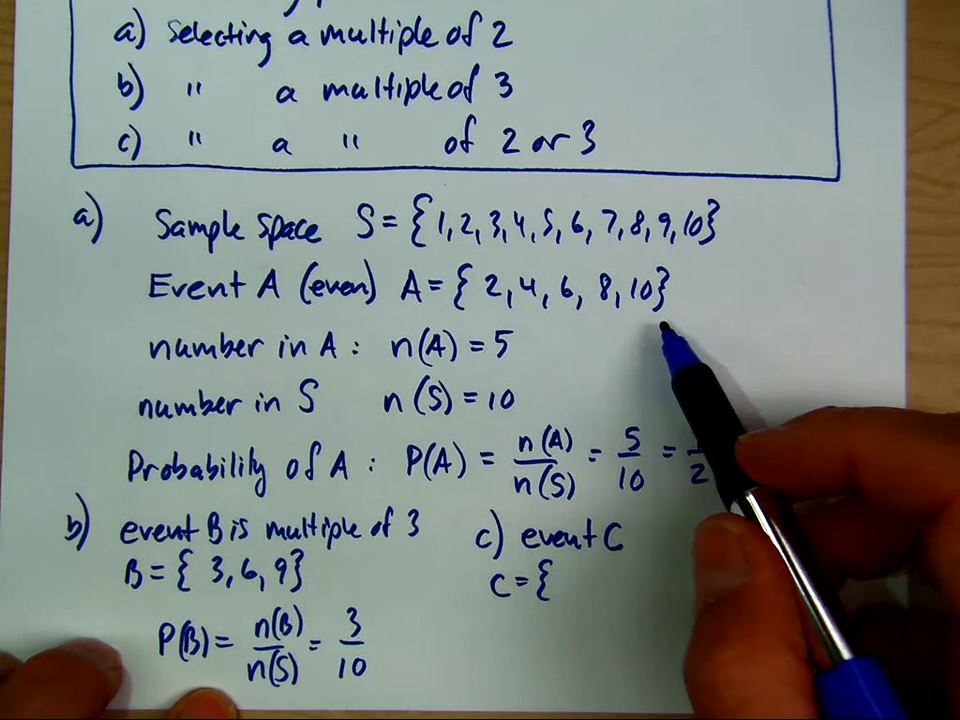 a) Selecting a multiple of 2
b) " a multiple of 3
c) " a " of 2 or 3
a) Sample Space S = {1, 2, 3, 4, 5, 6, 7, 8, 9, 10}
Event A (even) A = { 2, 4, 6, 8, 10}
number in A : n(A) = 5
number in S n(S) = 10
Probability of A : P(A) = n(A)/n(S) = 5/10 = 1/2
b) event B is multiple of 3
B = { 3, 6, 9}
P(B) = n(B)/n(S) = 3/10
c) event C
C = {